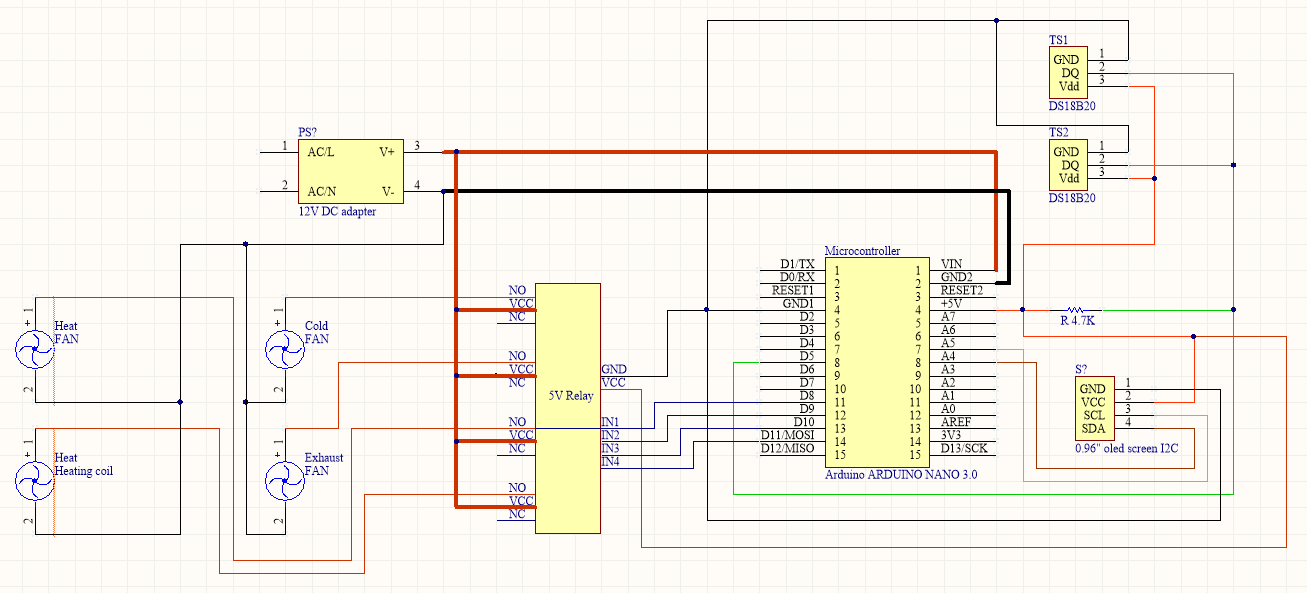 PS?
1 AC/L V+ 3
2 AC/N V- 4
12V DC adapter
TS1
GND 1
DQ 2
Vdd 3
DS18B20
TS2
GND 1
DQ 2
Vdd 3
DS18B20
Microcontroller
D1/TX 1 1 VIN
D0/RX 2 2 GND2
RESET1 3 3 RESET2
GND1 4 4 +5V
D2 5 5 A7
D3 6 6 A6
D4 7 7 A5
D5 8 8 A4
D6 9 9 A3
D7 10 10 A2
D8 11 11 A1
D9 12 12 A0
D10 13 13 AREF
D11/MOSI 14 14 3V3
D12/MISO 15 15 D13/SCK
Arduino ARDUINO NANO 3.0
R 4.7K
S?
GND 1
VCC 2
SCL 3
SDA 4
0.96" oled screen I2C
NO
VCC
NC
NO
VCC
NC
NO
VCC
NC
NO
VCC
NC
5V Relay
GND
VCC
IN1
IN2
IN3
IN4
1
+
Heat
FAN
2
1
+
Cold
FAN
2
1
+
Heat
Heating coil
2
1
+
Exhaust
FAN
2